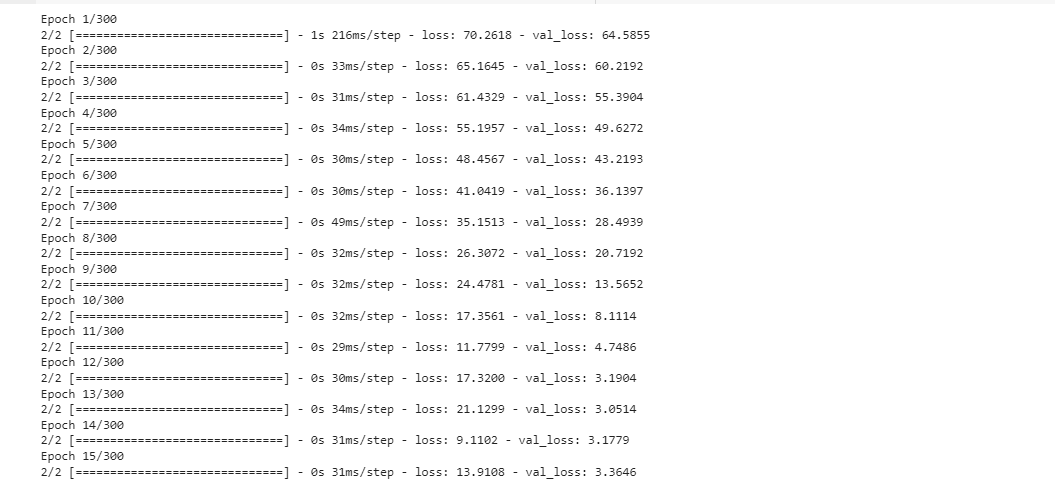 Epoch 1/300
2/2 [==============================] - 1s 216ms/step - loss: 70.2618 - val_loss: 64.5855
Epoch 2/300
2/2 [==============================] - 0s 33ms/step - loss: 65.1645 - val_loss: 60.2192
Epoch 3/300
2/2 [==============================] - 0s 31ms/step - loss: 61.4329 - val_loss: 55.3904
Epoch 4/300
2/2 [==============================] - 0s 34ms/step - loss: 55.1957 - val_loss: 49.6272
Epoch 5/300
2/2 [==============================] - 0s 30ms/step - loss: 48.4567 - val_loss: 43.2193
Epoch 6/300
2/2 [==============================] - 0s 30ms/step - loss: 41.0419 - val_loss: 36.1397
Epoch 7/300
2/2 [==============================] - 0s 49ms/step - loss: 35.1513 - val_loss: 28.4939
Epoch 8/300
2/2 [==============================] - 0s 32ms/step - loss: 26.3072 - val_loss: 20.7192
Epoch 9/300
2/2 [==============================] - 0s 32ms/step - loss: 24.4781 - val_loss: 13.5652
Epoch 10/300
2/2 [==============================] - 0s 32ms/step - loss: 17.3561 - val_loss: 8.1114
Epoch 11/300
2/2 [==============================] - 0s 29ms/step - loss: 11.7799 - val_loss: 4.7486
Epoch 12/300
2/2 [==============================] - 0s 30ms/step - loss: 17.3200 - val_loss: 3.1904
Epoch 13/300
2/2 [==============================] - 0s 34ms/step - loss: 21.1299 - val_loss: 3.0514
Epoch 14/300
2/2 [==============================] - 0s 31ms/step - loss: 9.1102 - val_loss: 3.1779
Epoch 15/300
2/2 [==============================] - 0s 31ms/step - loss: 13.9108 - val_loss: 3.3646